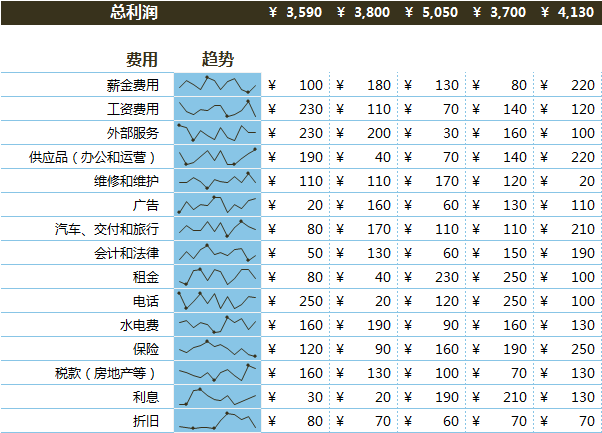 总利润 ¥ 3,590 ¥ 3,800 ¥ 5,050 ¥ 3,700 ¥ 4,130
费用 趋势
薪金费用 ¥ 100 ¥ 180 ¥ 130 ¥ 80 ¥ 220
工资费用 ¥ 230 ¥ 110 ¥ 70 ¥ 140 ¥ 120
外部服务 ¥ 230 ¥ 200 ¥ 30 ¥ 160 ¥ 100
供应品（办公和运营） ¥ 190 ¥ 40 ¥ 70 ¥ 140 ¥ 220
维修和维护 ¥ 110 ¥ 110 ¥ 170 ¥ 120 ¥ 20
广告 ¥ 20 ¥ 160 ¥ 60 ¥ 130 ¥ 110
汽车、交付和旅行 ¥ 80 ¥ 170 ¥ 110 ¥ 110 ¥ 210
会计和法律 ¥ 50 ¥ 130 ¥ 60 ¥ 150 ¥ 190
租金 ¥ 80 ¥ 40 ¥ 230 ¥ 250 ¥ 100
电话 ¥ 250 ¥ 20 ¥ 120 ¥ 250 ¥ 100
水电费 ¥ 160 ¥ 190 ¥ 90 ¥ 160 ¥ 130
保险 ¥ 120 ¥ 90 ¥ 160 ¥ 190 ¥ 250
税款（房地产等） ¥ 160 ¥ 130 ¥ 100 ¥ 70 ¥ 130
利息 ¥ 30 ¥ 20 ¥ 190 ¥ 210 ¥ 130
折旧 ¥ 80 ¥ 70 ¥ 60 ¥ 70 ¥ 70